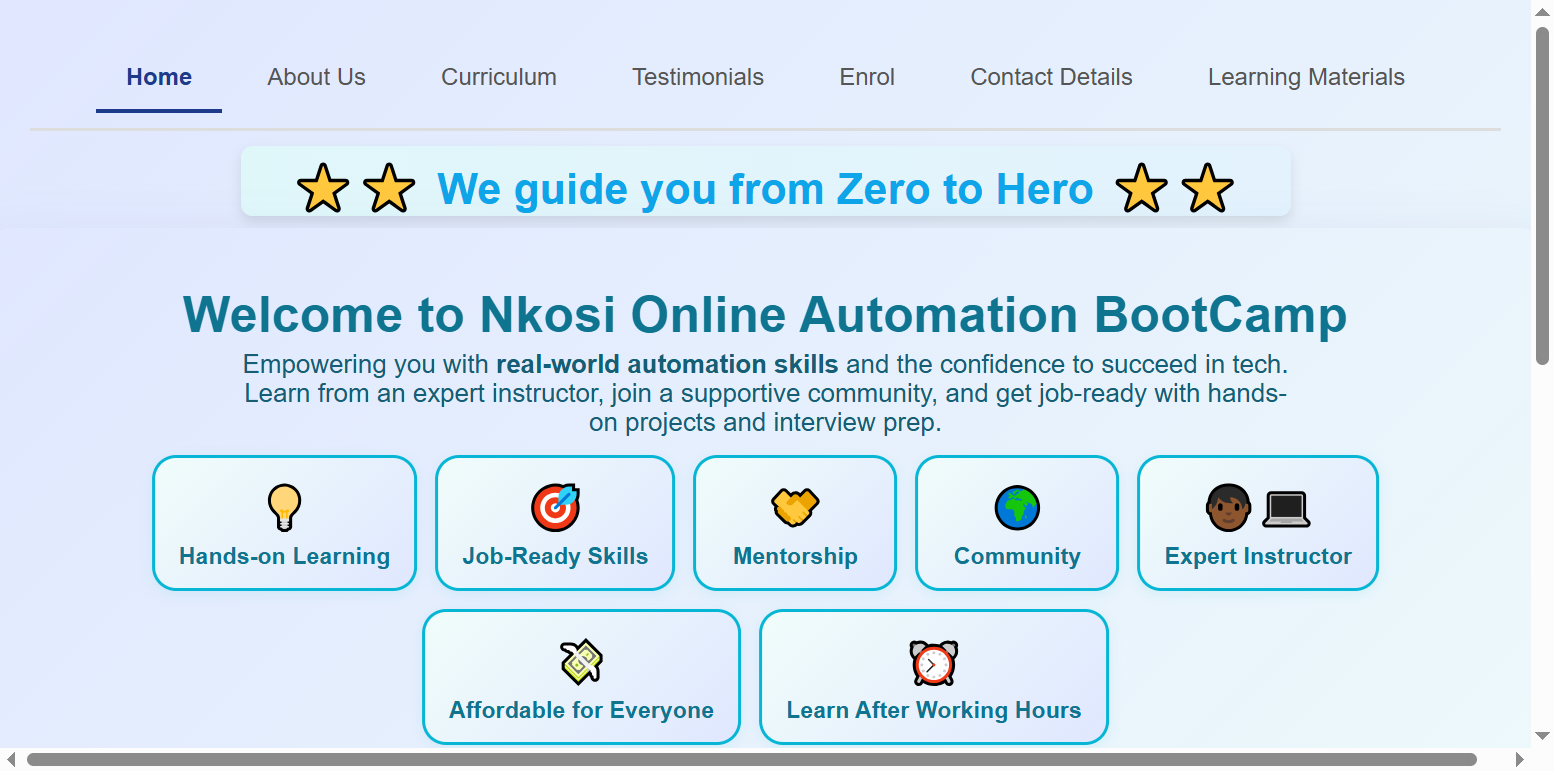 Home About Us Curriculum Testimonials Enrol Contact Details Learning Materials
We guide you from Zero to Hero
Welcome to Nkosi Online Automation BootCamp
Empowering you with real-world automation skills and the confidence to succeed in tech.
Learn from an expert instructor, join a supportive community, and get job-ready with hands-
on projects and interview prep.
Hands-on Learning
Job-Ready Skills
Mentorship
Community
Expert Instructor
Affordable for Everyone
Learn After Working Hours